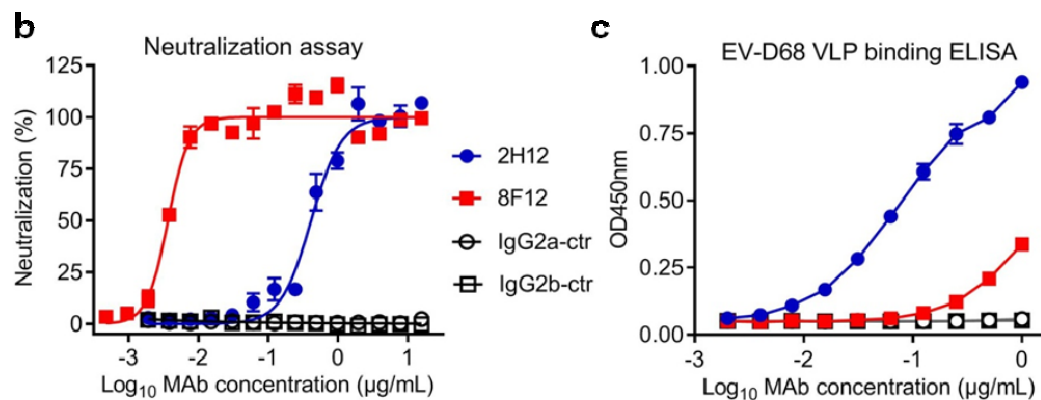 b
Neutralization assay
Neutralization (%)
125
100
75
50
25
0
-3
-2
-1
0
1
Log₁₀ MAb concentration (μg/mL)
2H12
8F12
IgG2a-ctr
IgG2b-ctr
c
EV-D68 VLP binding ELISA
OD450nm
1.00
0.75
0.50
0.25
0.00
-3
-2
-1
0
Log₁₀ MAb concentration (μg/mL)